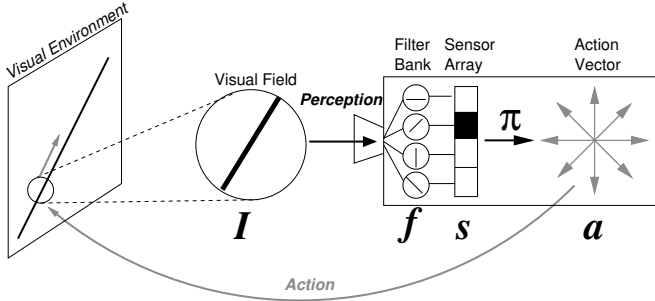 Visual Environment
Visual Field
Perception
Filter
Bank
Sensor
Array
Action
Vector
π
I
f
s
a
Action